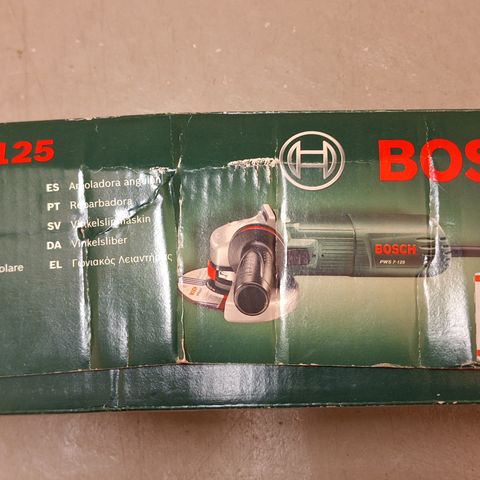 125
BOS
ES Amoladora angular
PT Rebarbadora
SV Vinkelslipmaskin
DA Vinkelsliber
EL Γωνιακός Λειαντήρας
olare
BOSCH
PWS 7-125